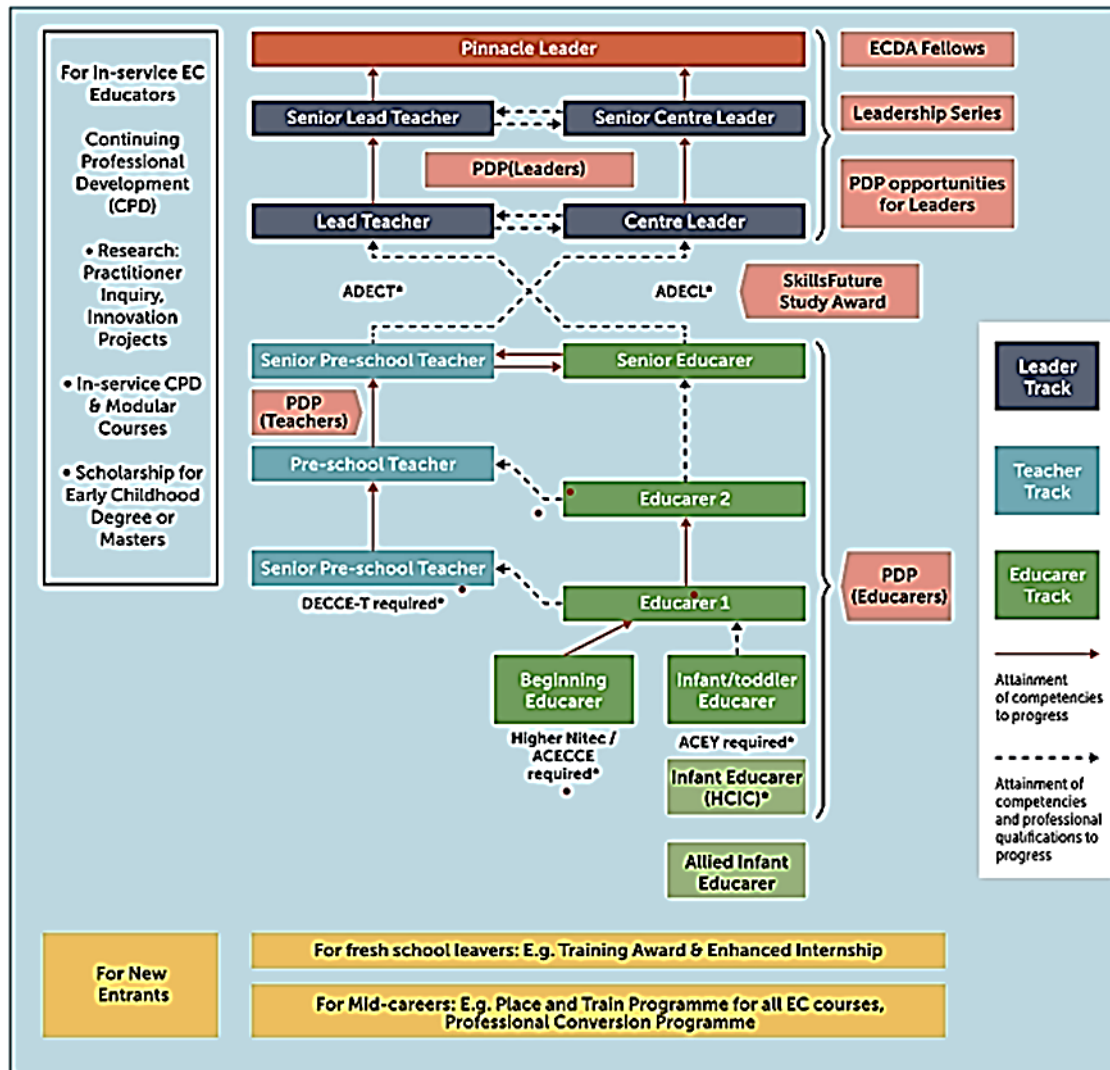 For In-service EC
Educators
Continuing
Professional
Development
(CPD)
• Research:
Practitioner
Inquiry,
Innovation
Projects
• In-service CPD
& Modular
Courses
• Scholarship for
Early Childhood
Degree or
Masters
Pinnacle Leader
Senior Lead Teacher
Senior Centre Leader
PDP(Leaders)
Lead Teacher
Centre Leader
ADECT*
ADECL*
Senior Pre-school Teacher
Senior Educarer
PDP
(Teachers)
Pre-school Teacher
Educarer 2
Senior Pre-school Teacher
DECCE-T required*
Educarer 1
Beginning
Educarer
Higher Nitec /
ACECCE
required*
Infant/toddler
Educarer
ACEY required*
Infant Educarer
(HCIC)*
Allied Infant
Educarer
ECDA Fellows
Leadership Series
PDP opportunities
for Leaders
SkillsFuture
Study Award
PDP
(Educarers)
Leader
Track
Teacher
Track
Educarer
Track
Attainment
of competencies
to progress
Attainment of
competencies
and professional
qualifications to
progress
For New
Entrants
For fresh school leavers: E.g. Training Award & Enhanced Internship
For Mid-careers: E.g. Place and Train Programme for all EC courses,
Professional Conversion Programme